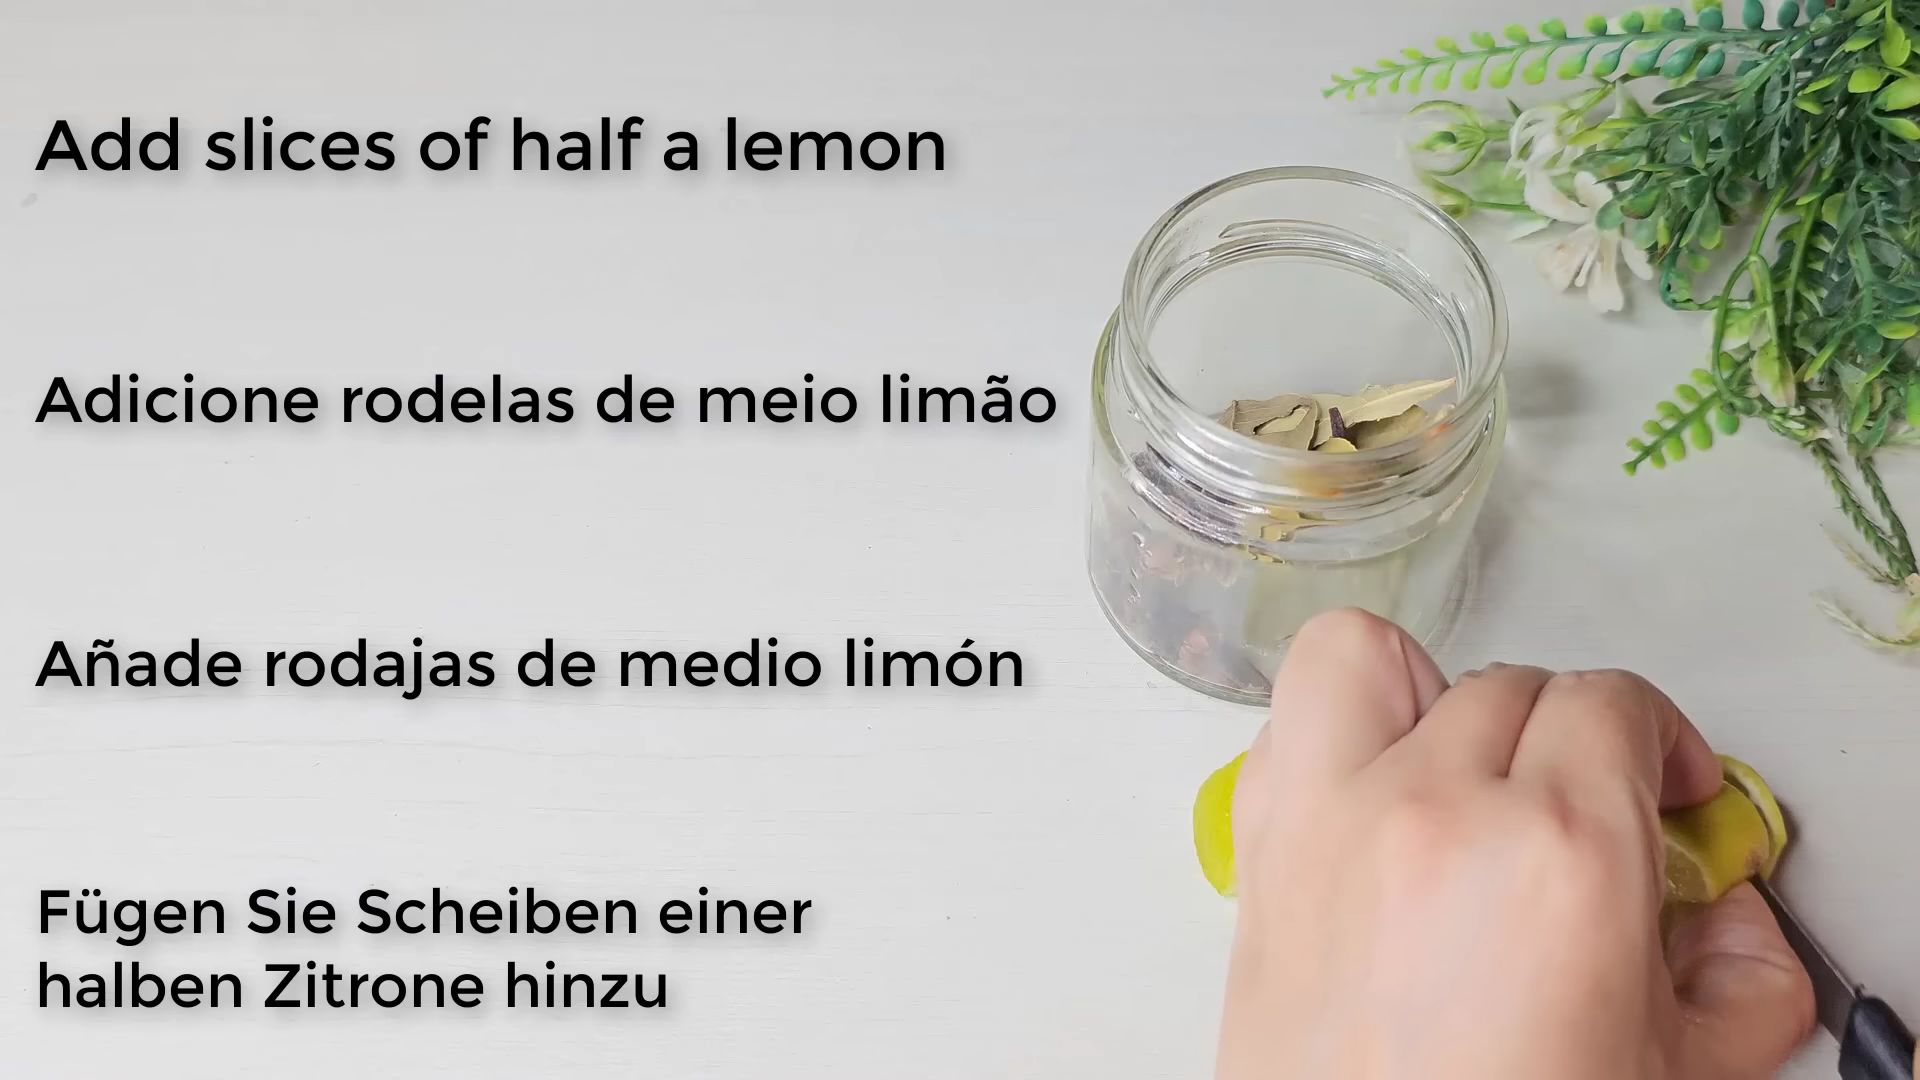 Add slices of half a lemon
Adicione rodelas de meio limão
Añade rodajas de medio limón
Fügen Sie Scheiben einer
halben Zitrone hinzu